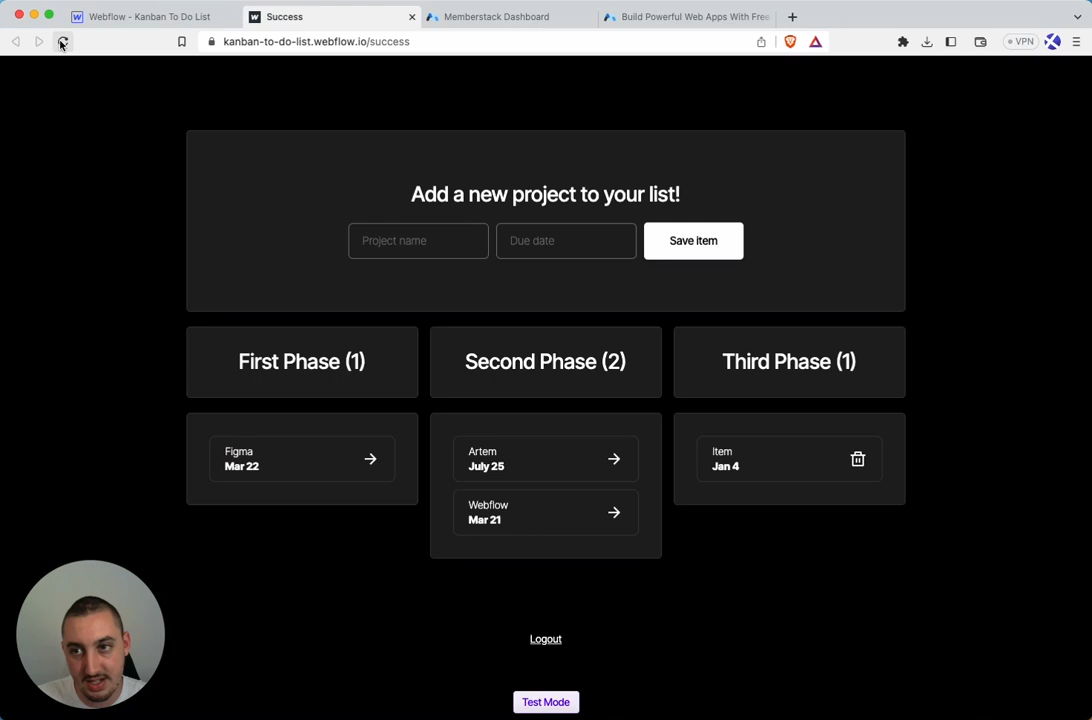 Webflow - Kanban To Do List
Success
Memberstack Dashboard
Build Powerful Web Apps With Free
kanban-to-do-list.webflow.io/success
VPN
Add a new project to your list!
Project name
Due date
Save item
First Phase (1)
Second Phase (2)
Third Phase (1)
Figma
Mar 22
Artem
July 25
Webflow
Mar 21
Item
Jan 4
Logout
Test Mode